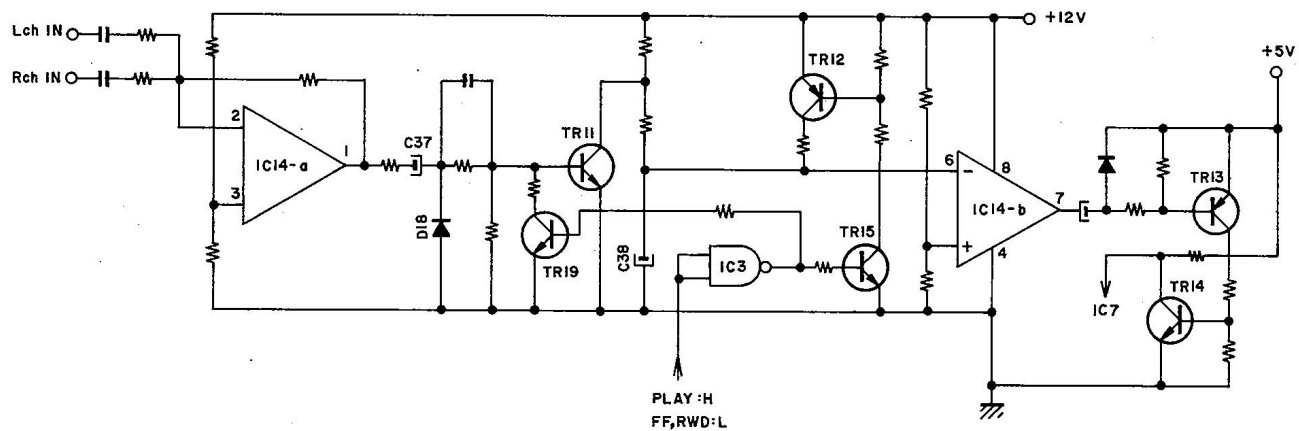 Lch IN
Rch IN
2
3
1
IC14-a
C37
D18
TR11
TR19
C38
IC3
PLAY:H
FF,RWD:L
TR12
TR15
+12V
6
-
+
8
7
4
IC14-b
+5V
TR13
TR14
IC7